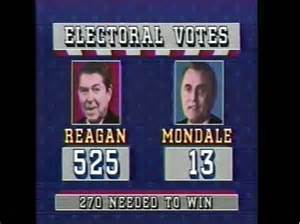 ELECTORAL VOTES
REAGAN MONDALE
525 13
270 NEEDED TO WIN